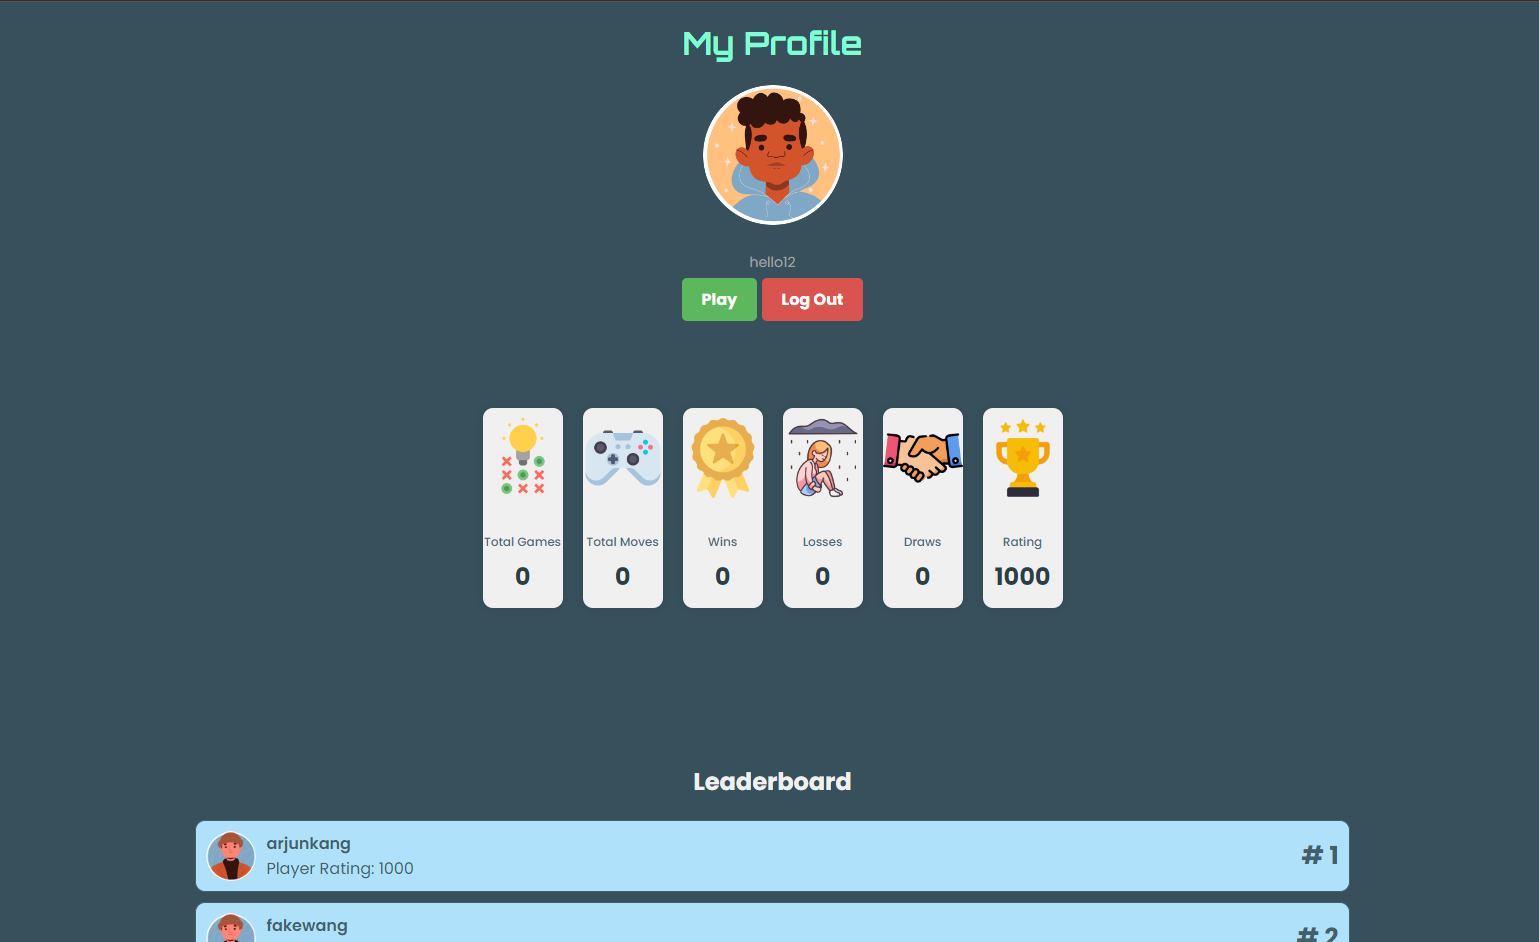 My Profile
hello12
Play Log Out
Total Games Total Moves Wins Losses Draws Rating
0 0 0 0 0 1000
Leaderboard
arjunkang
Player Rating: 1000
# 1
fakewang
# 2